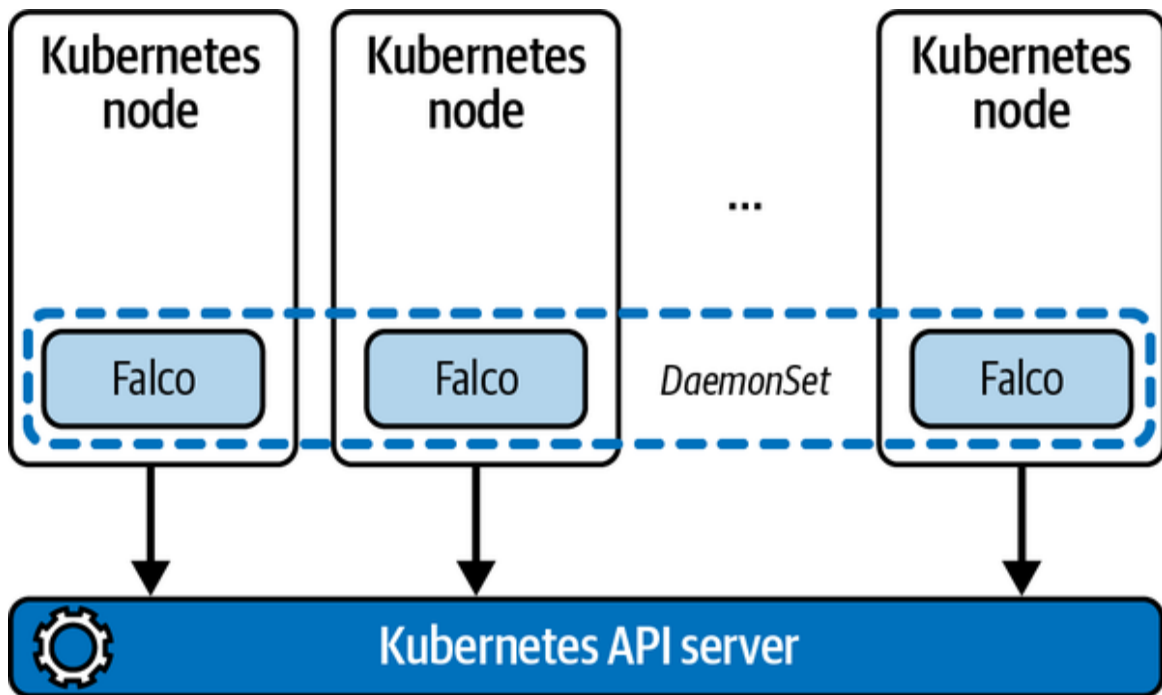 Kubernetes
node
Kubernetes
node
Kubernetes
node
...
Falco
Falco
DaemonSet
Falco
Kubernetes API server